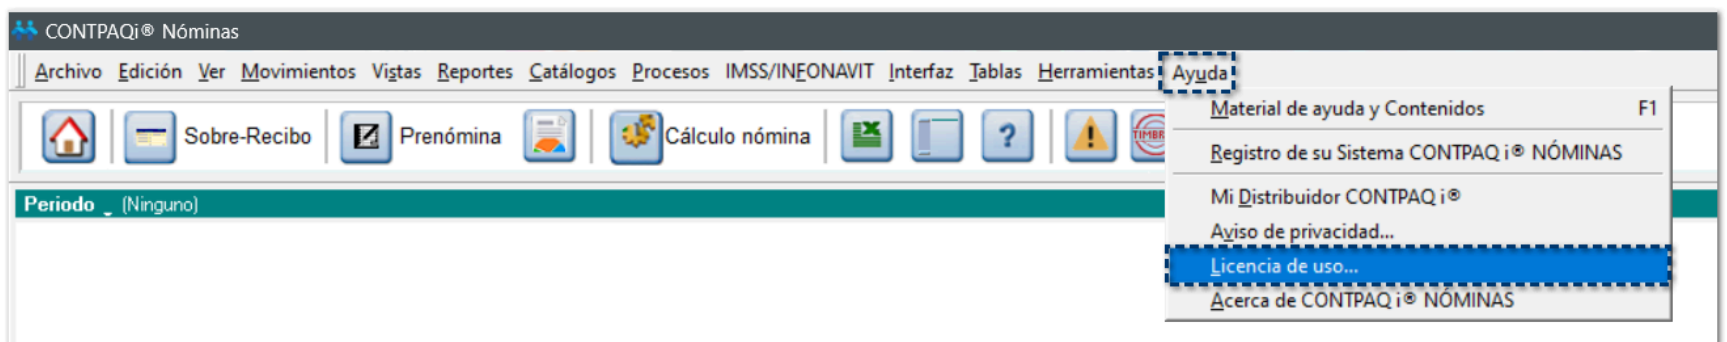 CONTPAQi® Nóminas
Archivo Edición Ver Movimientos Vistas Reportes Catálogos Procesos IMSS/INFONAVIT Interfaz Tablas Herramientas Ayuda
Sobre-Recibo Prenómina Cálculo nómina ? TIMBR
Periodo (Ninguno)
Material de ayuda y Contenidos F1
Registro de su Sistema CONTPAQ i® NÓMINAS
Mi Distribuidor CONTPAQ i®
Aviso de privacidad...
Licencia de uso...
Acerca de CONTPAQ i® NÓMINAS